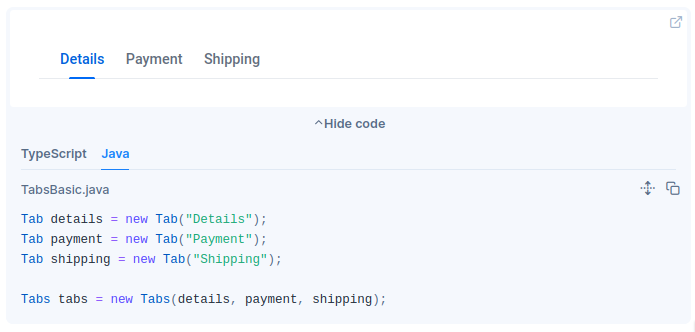 Details Payment Shipping
Hide code
TypeScript Java
TabsBasic.java
Tab details = new Tab("Details");
Tab payment = new Tab("Payment");
Tab shipping = new Tab("Shipping");
Tabs tabs = new Tabs(details, payment, shipping);